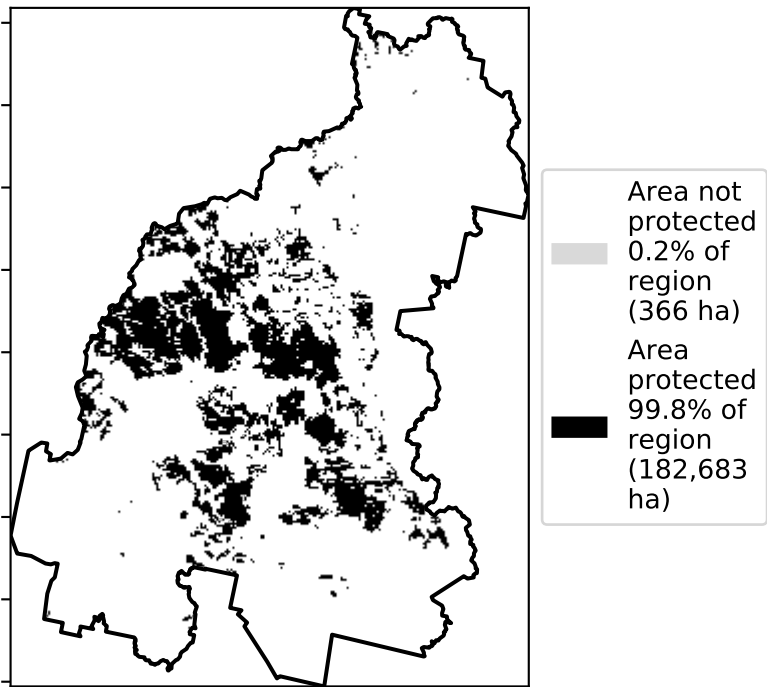 Area not
protected
0.2% of
region
(366 ha)
Area
protected
99.8% of
region
(182,683
ha)